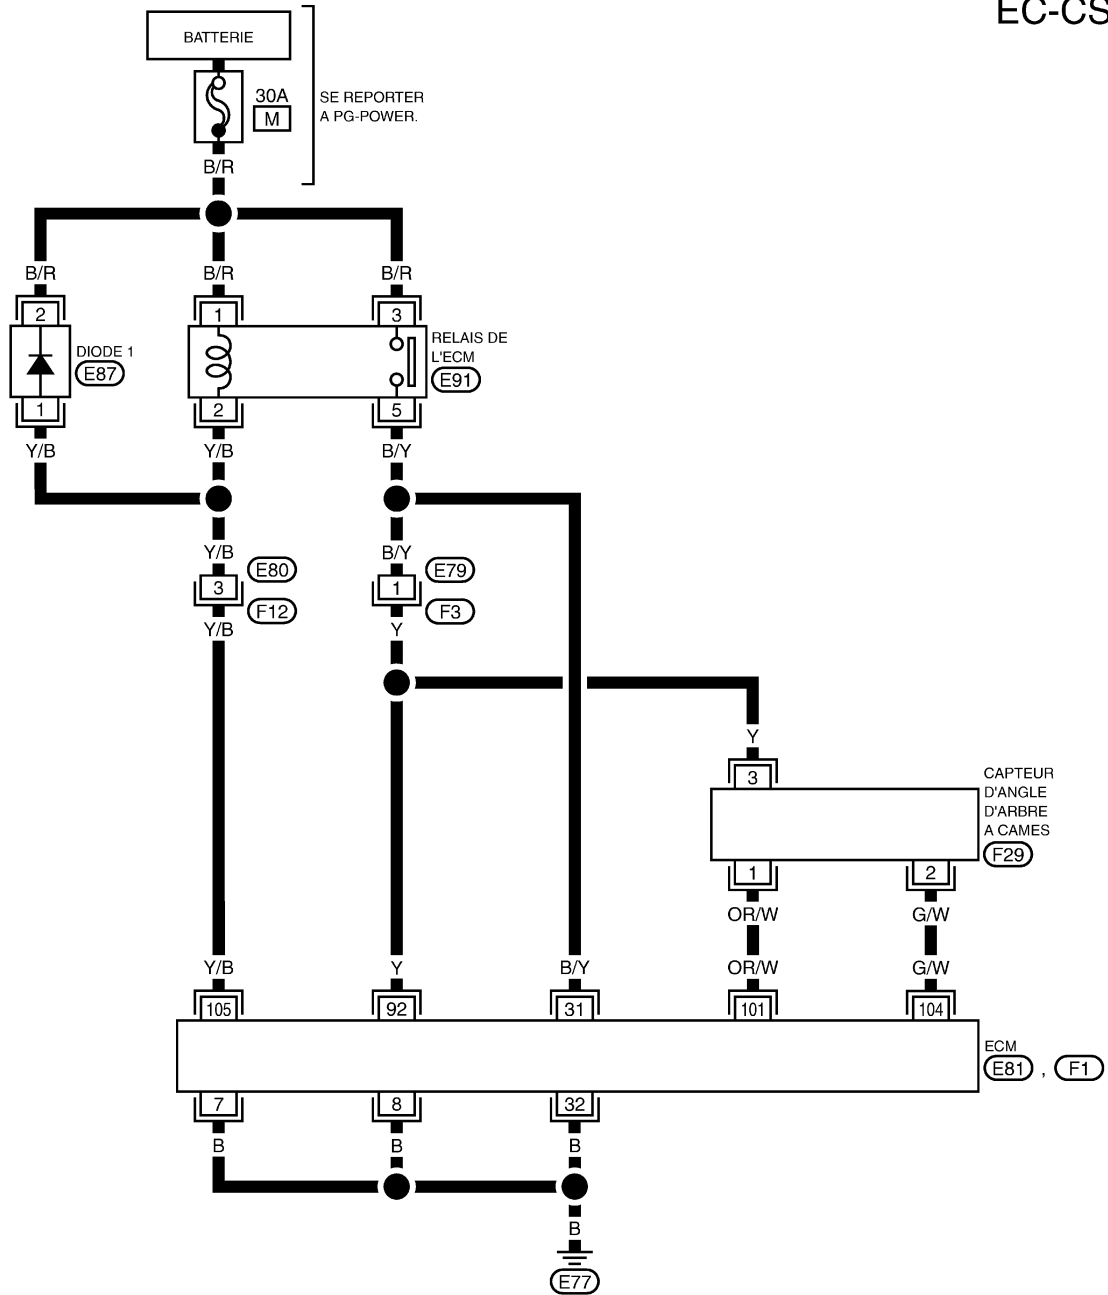 EC-CS
BATTERIE
30A
M
SE REPORTER
A PG-POWER.
B/R
B/R
B/R
B/R
2
1
3
DIODE 1
E87
RELAIS DE
L'ECM
E91
1
2
5
Y/B
Y/B
B/Y
Y/B
B/Y
E80
E79
3
1
F12
F3
Y/B
Y
Y
3
CAPTEUR
D'ANGLE
D'ARBRE
A CAMES
F29
1
2
OR/W
G/W
Y/B
Y
B/Y
OR/W
G/W
105
92
31
101
104
ECM
E81 , F1
7
8
32
B
B
B
B
E77